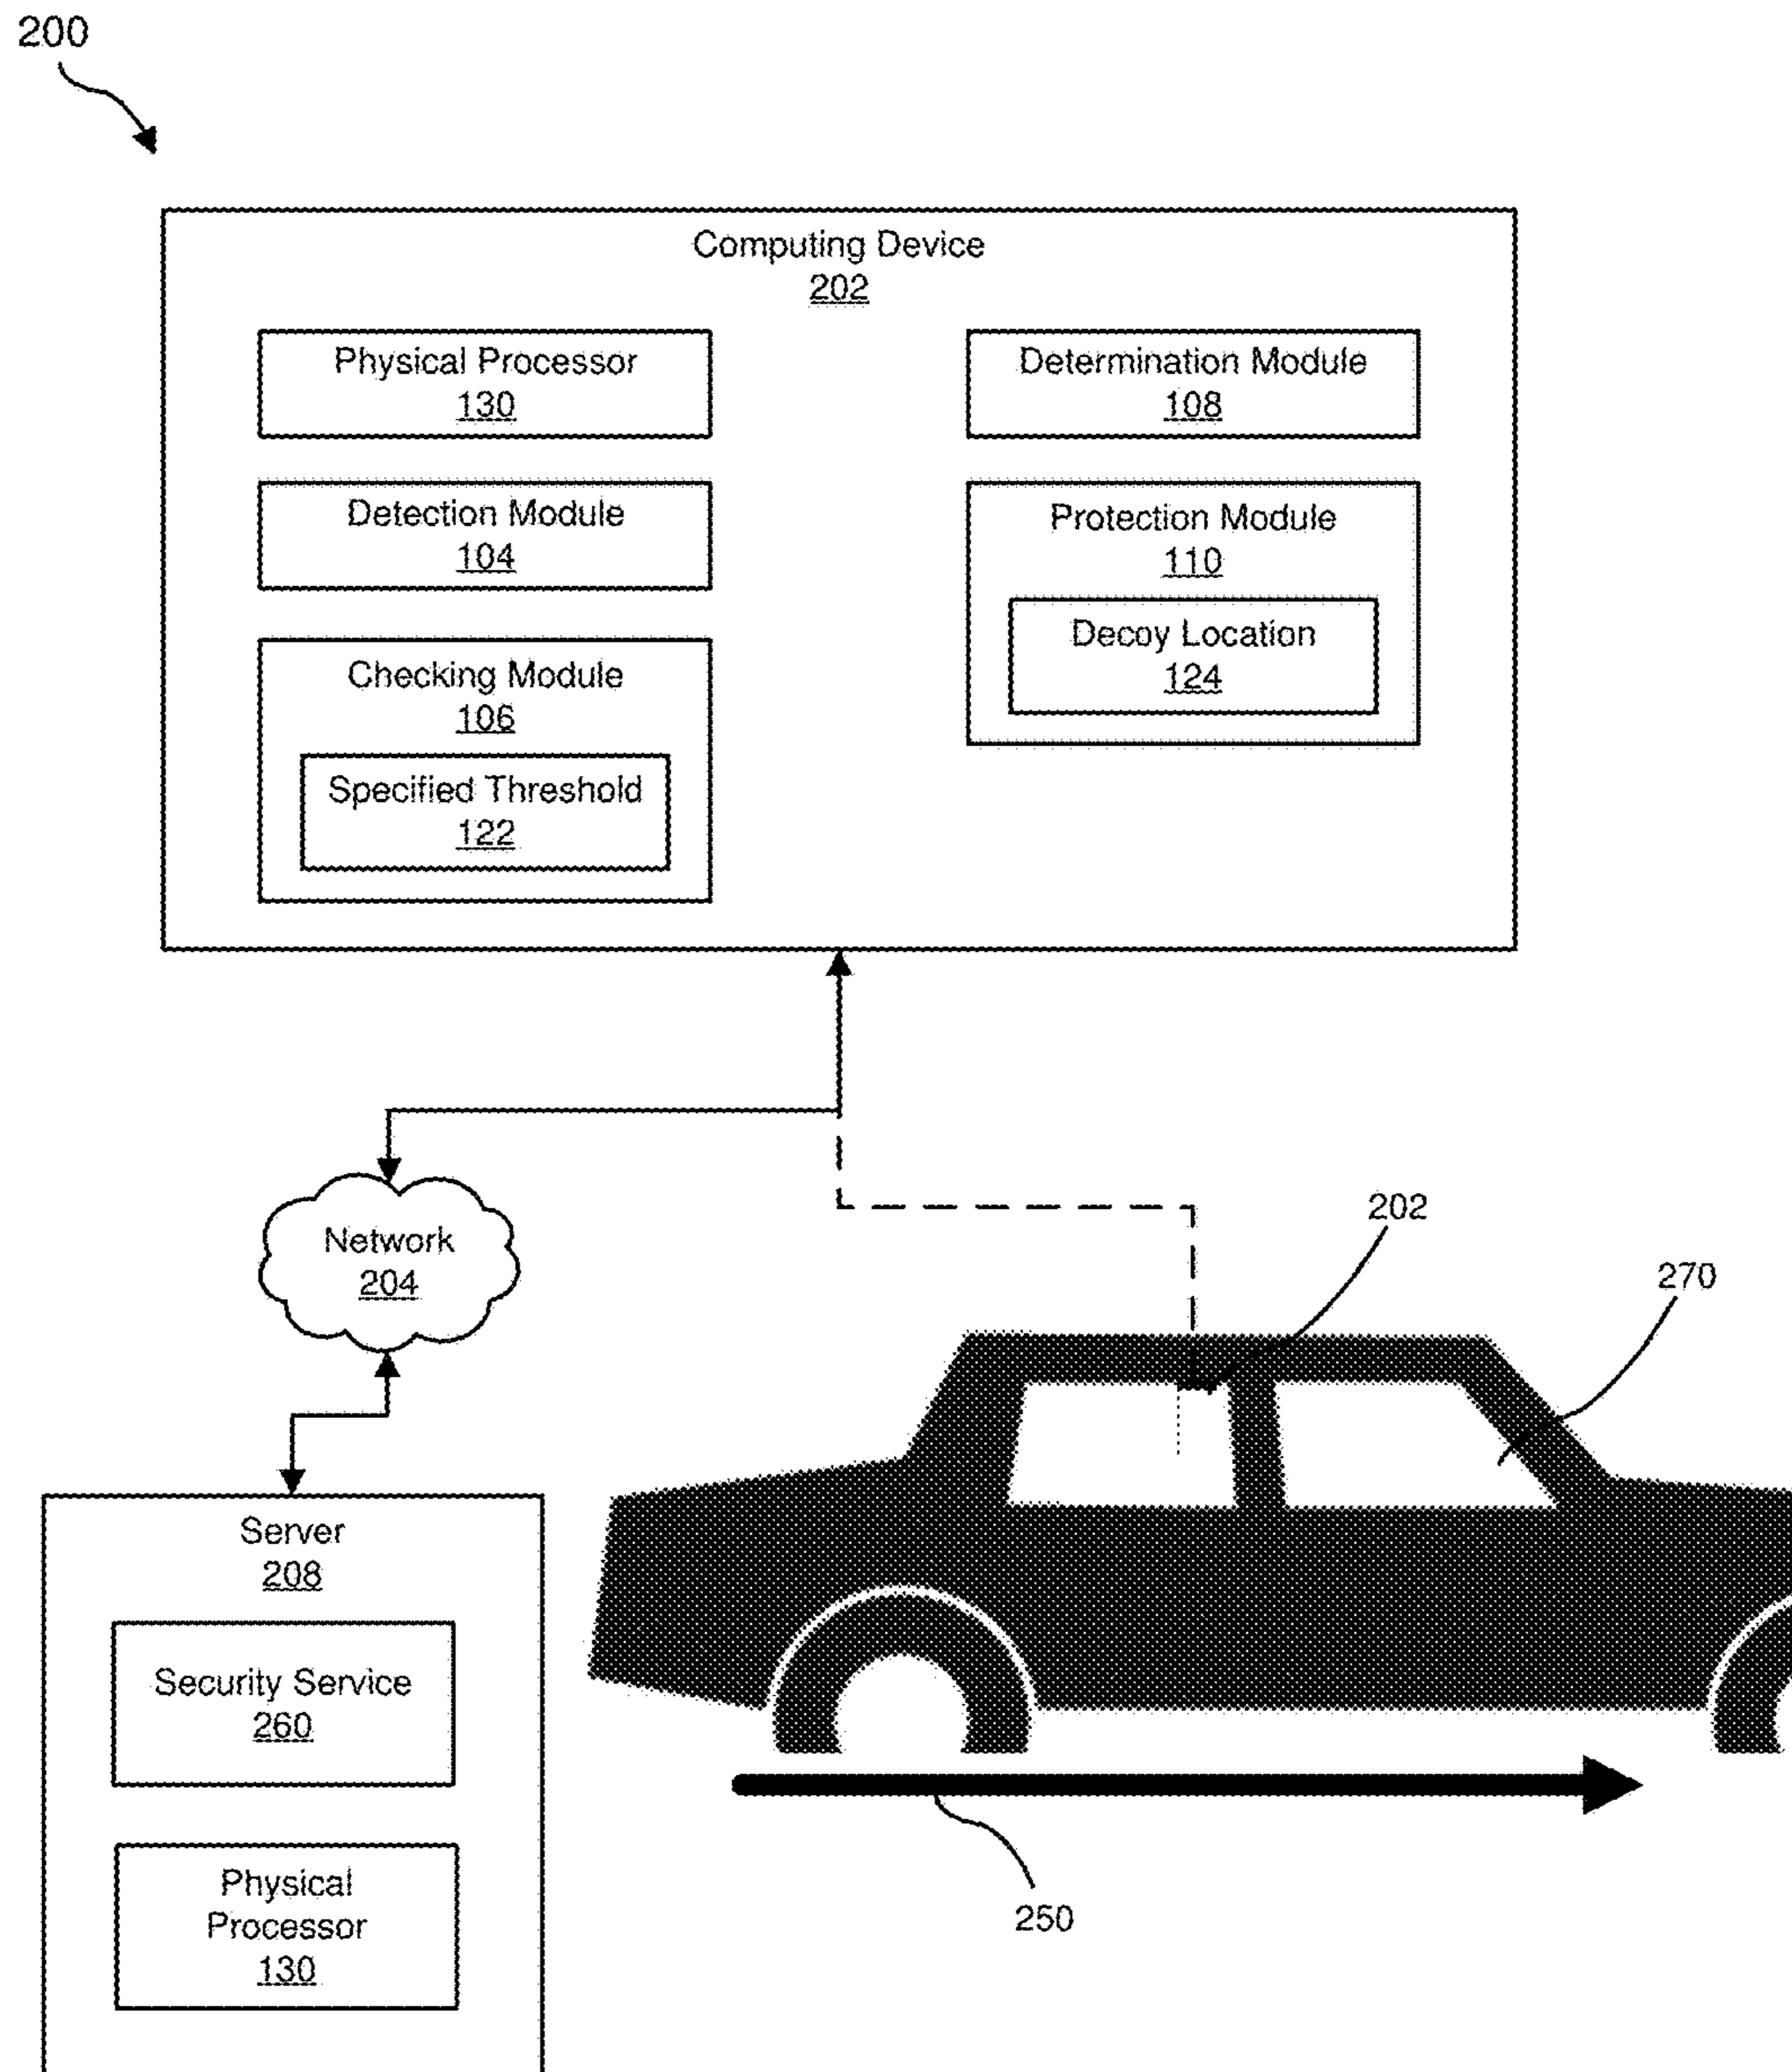 200
Computing Device
202
Physical Processor
130
Detection Module
104
Checking Module
106
Specified Threshold
122
Determination Module
108
Protection Module
110
Decoy Location
124
Network
204
202
270
Server
208
Security Service
260
Physical
Processor
130
250